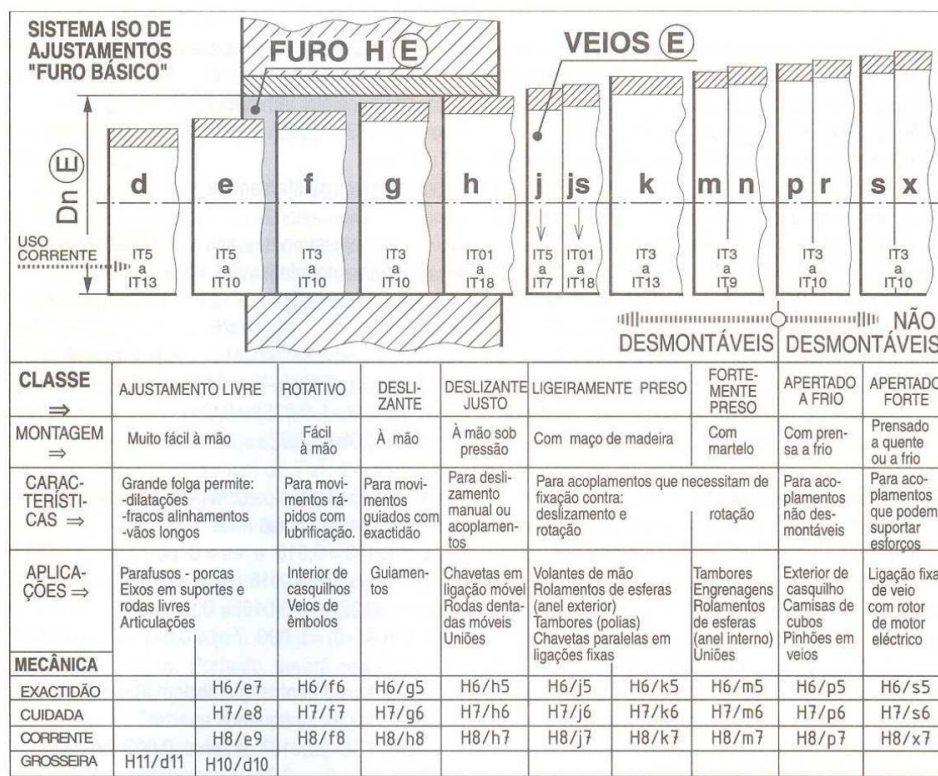 SISTEMA ISO DE
AJUSTAMENTOS
"FURO BÁSICO"
FURO H E
VEIOS E
Dn E
d e f g h j js k m n p r s x
USO
CORRENTE
IT5 a IT13
IT5 a IT10
IT3 a IT10
IT3 a IT10
IT01 a IT18
IT5 a IT7
IT01 a IT18
IT3 a IT13
IT3 a IT9
IT3 a IT10
IT3 a IT10
DESMONTÁVEIS
NÃO
DESMONTÁVEIS
CLASSE
⇒
AJUSTAMENTO LIVRE
ROTATIVO
DESLI-
ZANTE
DESLIZANTE
JUSTO
LIGEIRAMENTE PRESO
FORTE-
MENTE
PRESO
APERTADO
A FRIO
APERTADO
FORTE
MONTAGEM
⇒
Muito fácil à mão
Fácil
à mão
À mão
À mão sob
pressão
Com maço de madeira
Com
martelo
Com pren-
sa a frio
Prensado
a quente
ou a frio
CARAC-
TERÍSTI-
CAS ⇒
Grande folga permite:
-dilatações
-fracos alinhamentos
-vãos longos
Para movi-
mentos rá-
pidos com
lubrificação.
Para movi-
mentos
guiados com
exactidão
Para desli-
zamento
manual ou
acoplamen-
tos
Para acoplamentos que necessitam de
fixação contra:
deslizamento e
rotação
rotação
Para aco-
plamentos
não des-
montáveis
Para aco-
plamentos
que podem
suportar
esforços
APLICA-
ÇÕES ⇒
Parafusos - porcas
Eixos em suportes e
rodas livres
Articulações
Interior de
casquilhos
Veios de
êmbolos
Guiamen-
tos
Chavetas em
ligação móvel
Rodas denta-
das móveis
Uniões
Volantes de mão
Rolamentos de esferas
(anel exterior)
Tambores (polias)
Chavetas paralelas em
ligações fixas
Tambores
Engrenagens
Rolamentos
de esferas
(anel interno)
Uniões
Exterior de
casquilho
Camisas de
cubos
Pinhões em
veios
Ligação fixa
de veio
com rotor
de motor
eléctrico
MECÂNICA
EXACTIDÃO H6/e7 H6/f6 H6/g5 H6/h5 H6/j5 H6/k5 H6/m5 H6/p5 H6/s5
CUIDADA H7/e8 H7/f7 H7/g6 H7/h6 H7/j6 H7/k6 H7/m6 H7/p6 H7/s6
CORRENTE H8/e9 H8/f8 H8/h8 H8/h7 H8/j7 H8/k7 H8/m7 H8/p7 H8/x7
GROSSEIRA H11/d11 H10/d10